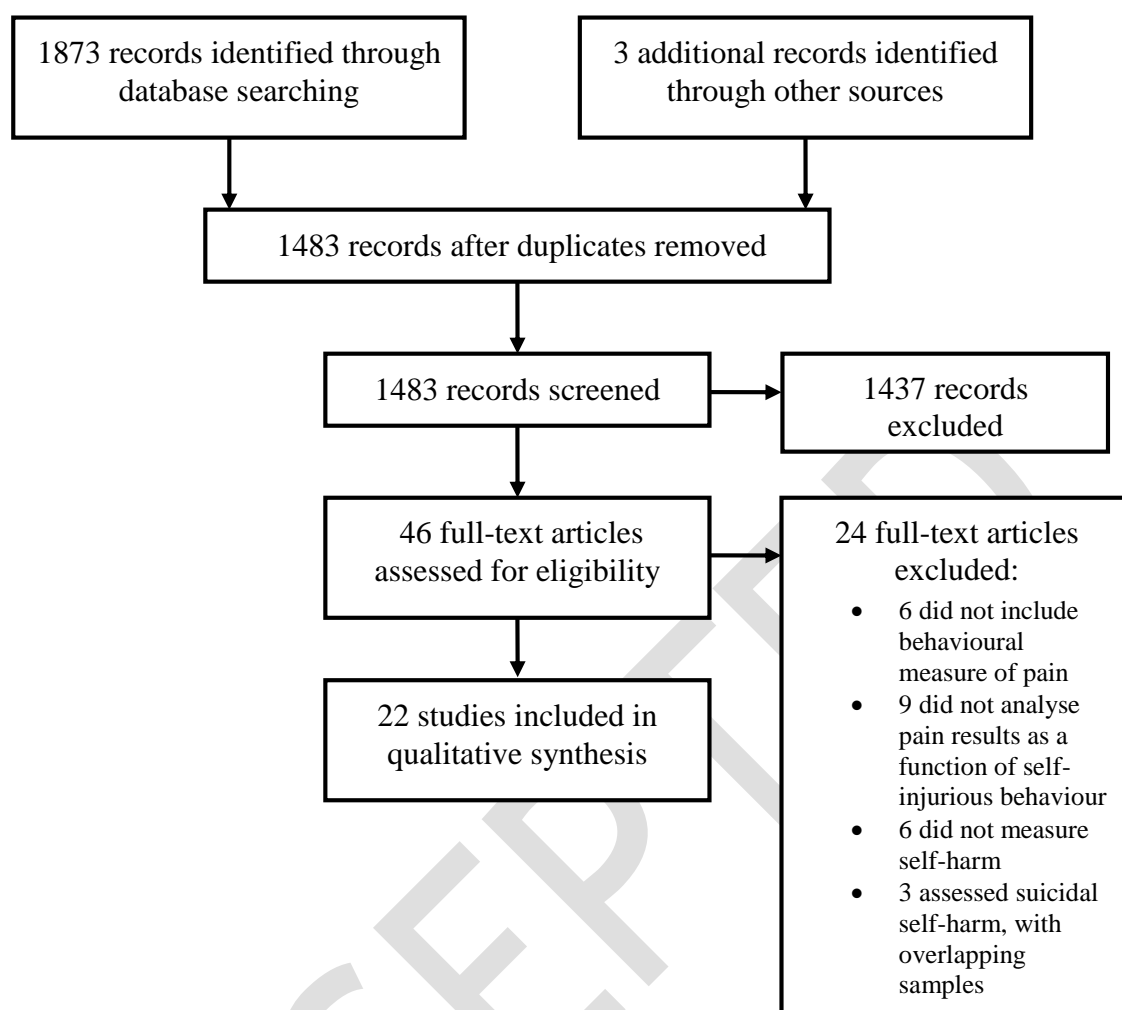 1873 records identified through
database searching
3 additional records identified
through other sources
1483 records after duplicates removed
1483 records screened
1437 records
excluded
46 full-text articles
assessed for eligibility
24 full-text articles
excluded:
• 6 did not include
behavioural
measure of pain
• 9 did not analyse
pain results as a
function of self-
injurious behaviour
• 6 did not measure
self-harm
• 3 assessed suicidal
self-harm, with
overlapping
samples
22 studies included in
qualitative synthesis